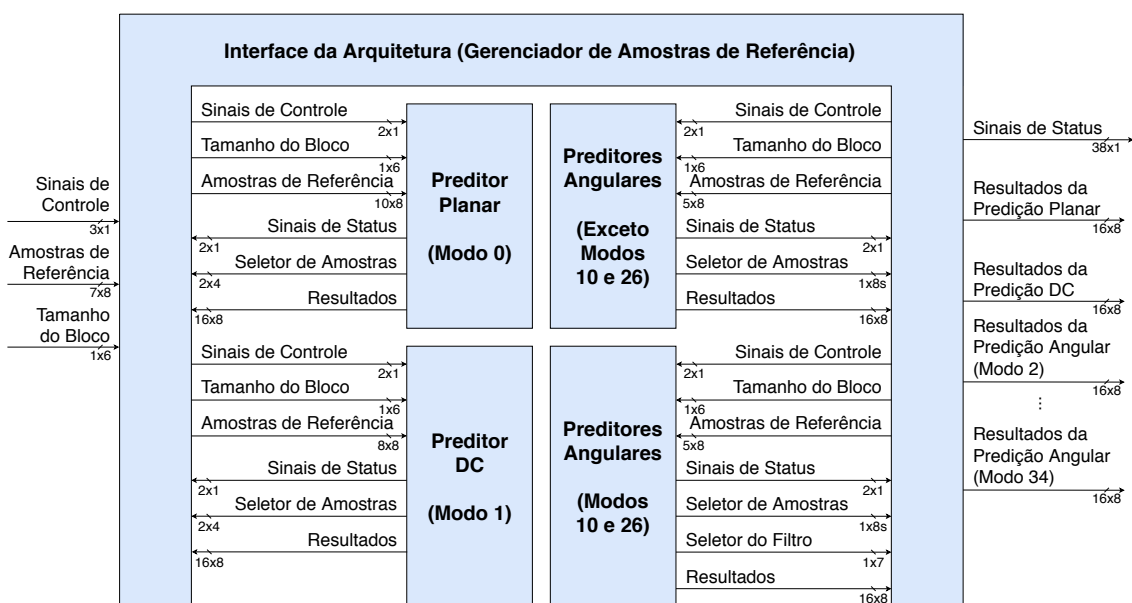 Interface da Arquitetura (Gerenciador de Amostras de Referência)
Sinais de
Controle
3x1
Amostras de
Referência
7x8
Tamanho
do Bloco
1x6
Sinais de Controle
2x1
Tamanho do Bloco
1x6
Amostras de Referência
10x8
Sinais de Status
2x1
Seletor de Amostras
2x4
Resultados
16x8
Preditor
Planar
(Modo 0)
Preditores
Angulares
(Exceto
Modos
10 e 26)
Sinais de Controle
2x1
Tamanho do Bloco
1x6
Amostras de Referência
5x8
Sinais de Status
2x1
Seletor de Amostras
1x8s
Resultados
16x8
Sinais de Controle
2x1
Tamanho do Bloco
1x6
Amostras de Referência
8x8
Sinais de Status
2x1
Seletor de Amostras
2x4
Resultados
16x8
Preditor
DC
(Modo 1)
Preditores
Angulares
(Modos
10 e 26)
Sinais de Controle
2x1
Tamanho do Bloco
1x6
Amostras de Referência
5x8
Sinais de Status
2x1
Seletor de Amostras
1x8s
Seletor do Filtro
1x7
Resultados
16x8
Sinais de Status
38x1
Resultados da
Predição Planar
16x8
Resultados da
Predição DC
16x8
Resultados da
Predição Angular
(Modo 2)
16x8
⋮
Resultados da
Predição Angular
(Modo 34)
16x8